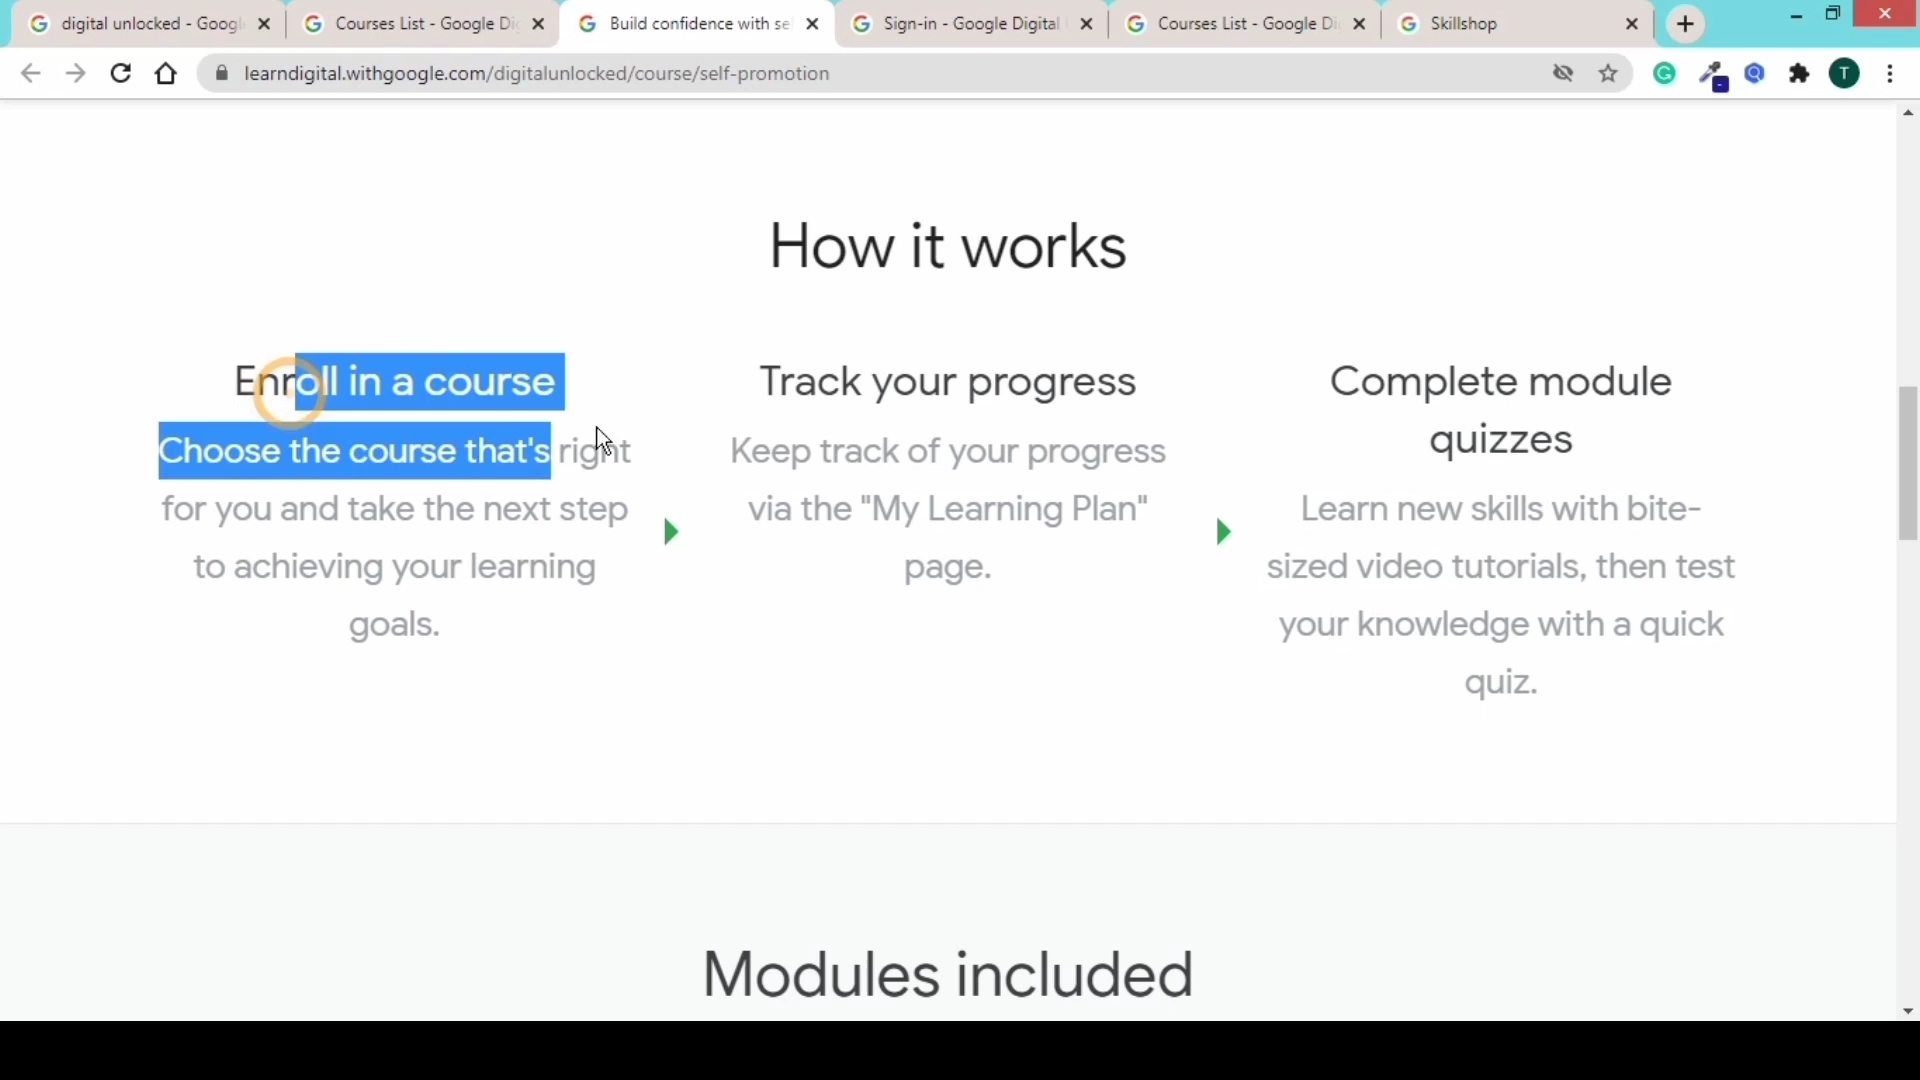 digital unlocked - Googl
Courses List - Google Di
Build confidence with se
Sign-in - Google Digital
Courses List - Google Di
Skillshop
learndigital.withgoogle.com/digitalunlocked/course/self-promotion
T
How it works
Enroll in a course
Choose the course that's right
for you and take the next step
to achieving your learning
goals.
Track your progress
Keep track of your progress
via the "My Learning Plan"
page.
Complete module
quizzes
Learn new skills with bite-
sized video tutorials, then test
your knowledge with a quick
quiz.
Modules included